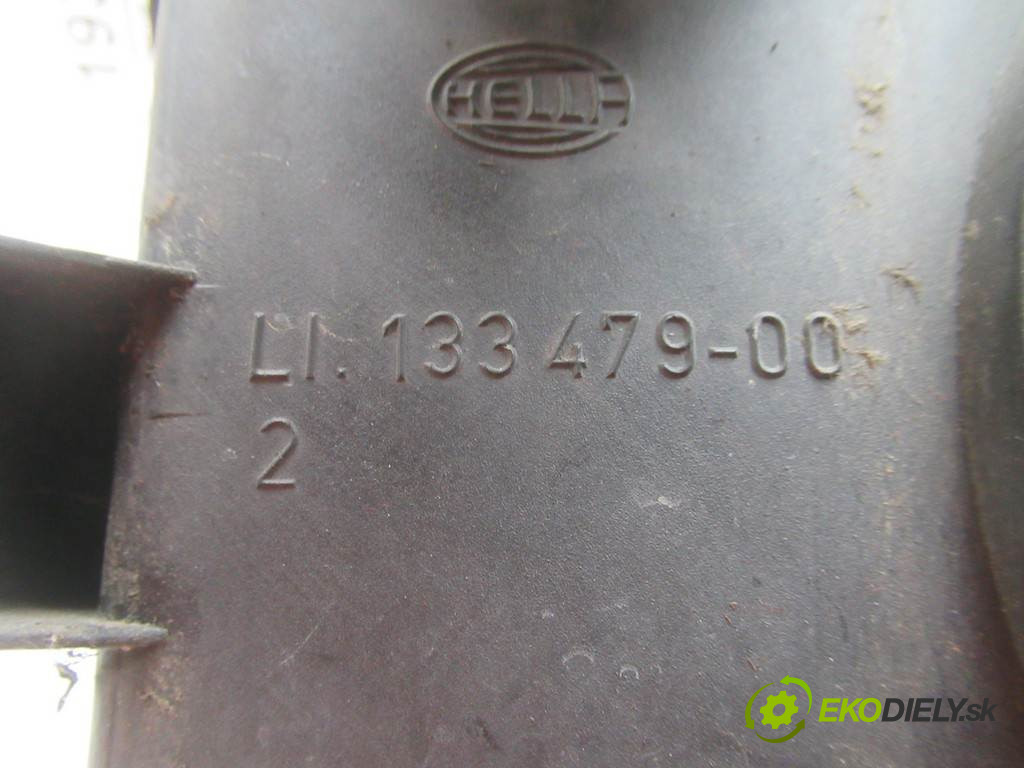 HELLA
LI. 133 479-00
2
EKODIELY.sk